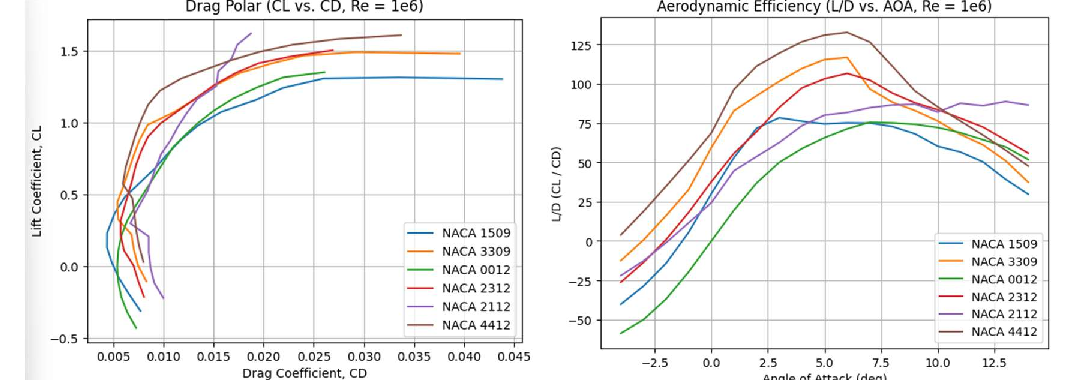 Drag Polar (CL vs. CD, Re = 1e6)
Lift Coefficient, CL
1.5
1.0
0.5
0.0
−0.5
0.005
0.010
0.015
0.020
0.025
0.030
0.035
0.040
0.045
Drag Coefficient, CD
NACA 1509
NACA 3309
NACA 0012
NACA 2312
NACA 2112
NACA 4412
Aerodynamic Efficiency (L/D vs. AOA, Re = 1e6)
L/D (CL / CD)
125
100
75
50
25
0
−25
−50
−2.5
0.0
2.5
5.0
7.5
10.0
12.5
Angle of Attack (deg)
NACA 1509
NACA 3309
NACA 0012
NACA 2312
NACA 2112
NACA 4412